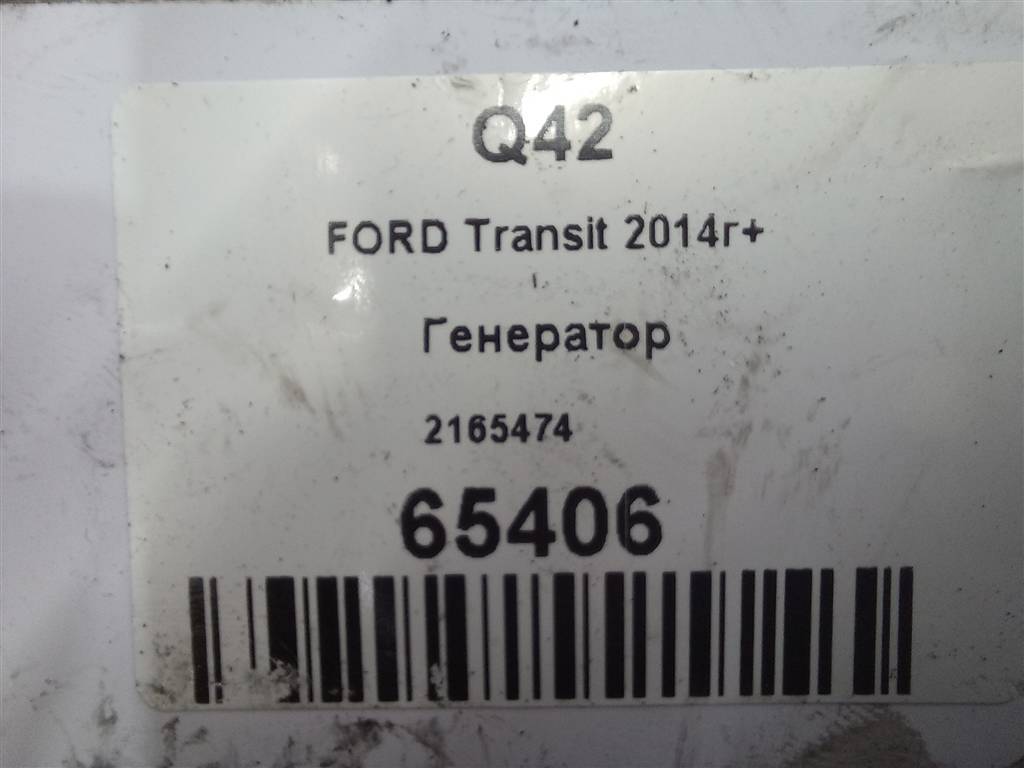 Q42
FORD Transit 2014г+
Генератор
2165474
65406